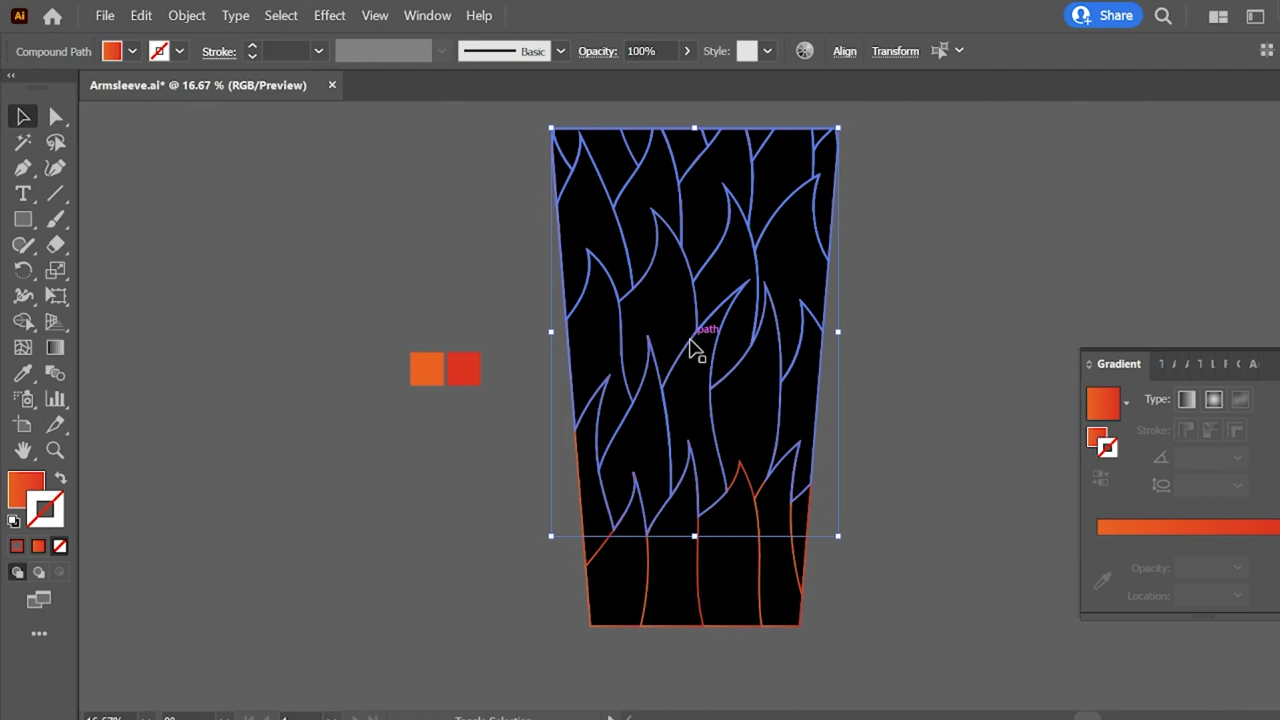 Ai File Edit Object Type Select Effect View Window Help Share
Compound Path Stroke: Basic Opacity: 100% Style: Align Transform
Armsleeve.ai* @ 16.67 % (RGB/Preview)
path
Gradient
Type:
Stroke:
Opacity:
Location: